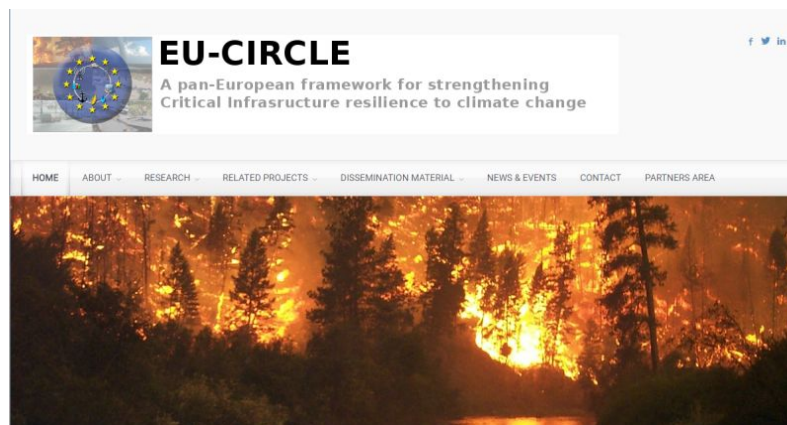 EU-CIRCLE
A pan-European framework for strengthening
Critical Infrasructure resilience to climate change
f in
HOME ABOUT RESEARCH RELATED PROJECTS DISSEMINATION MATERIAL NEWS & EVENTS CONTACT PARTNERS AREA